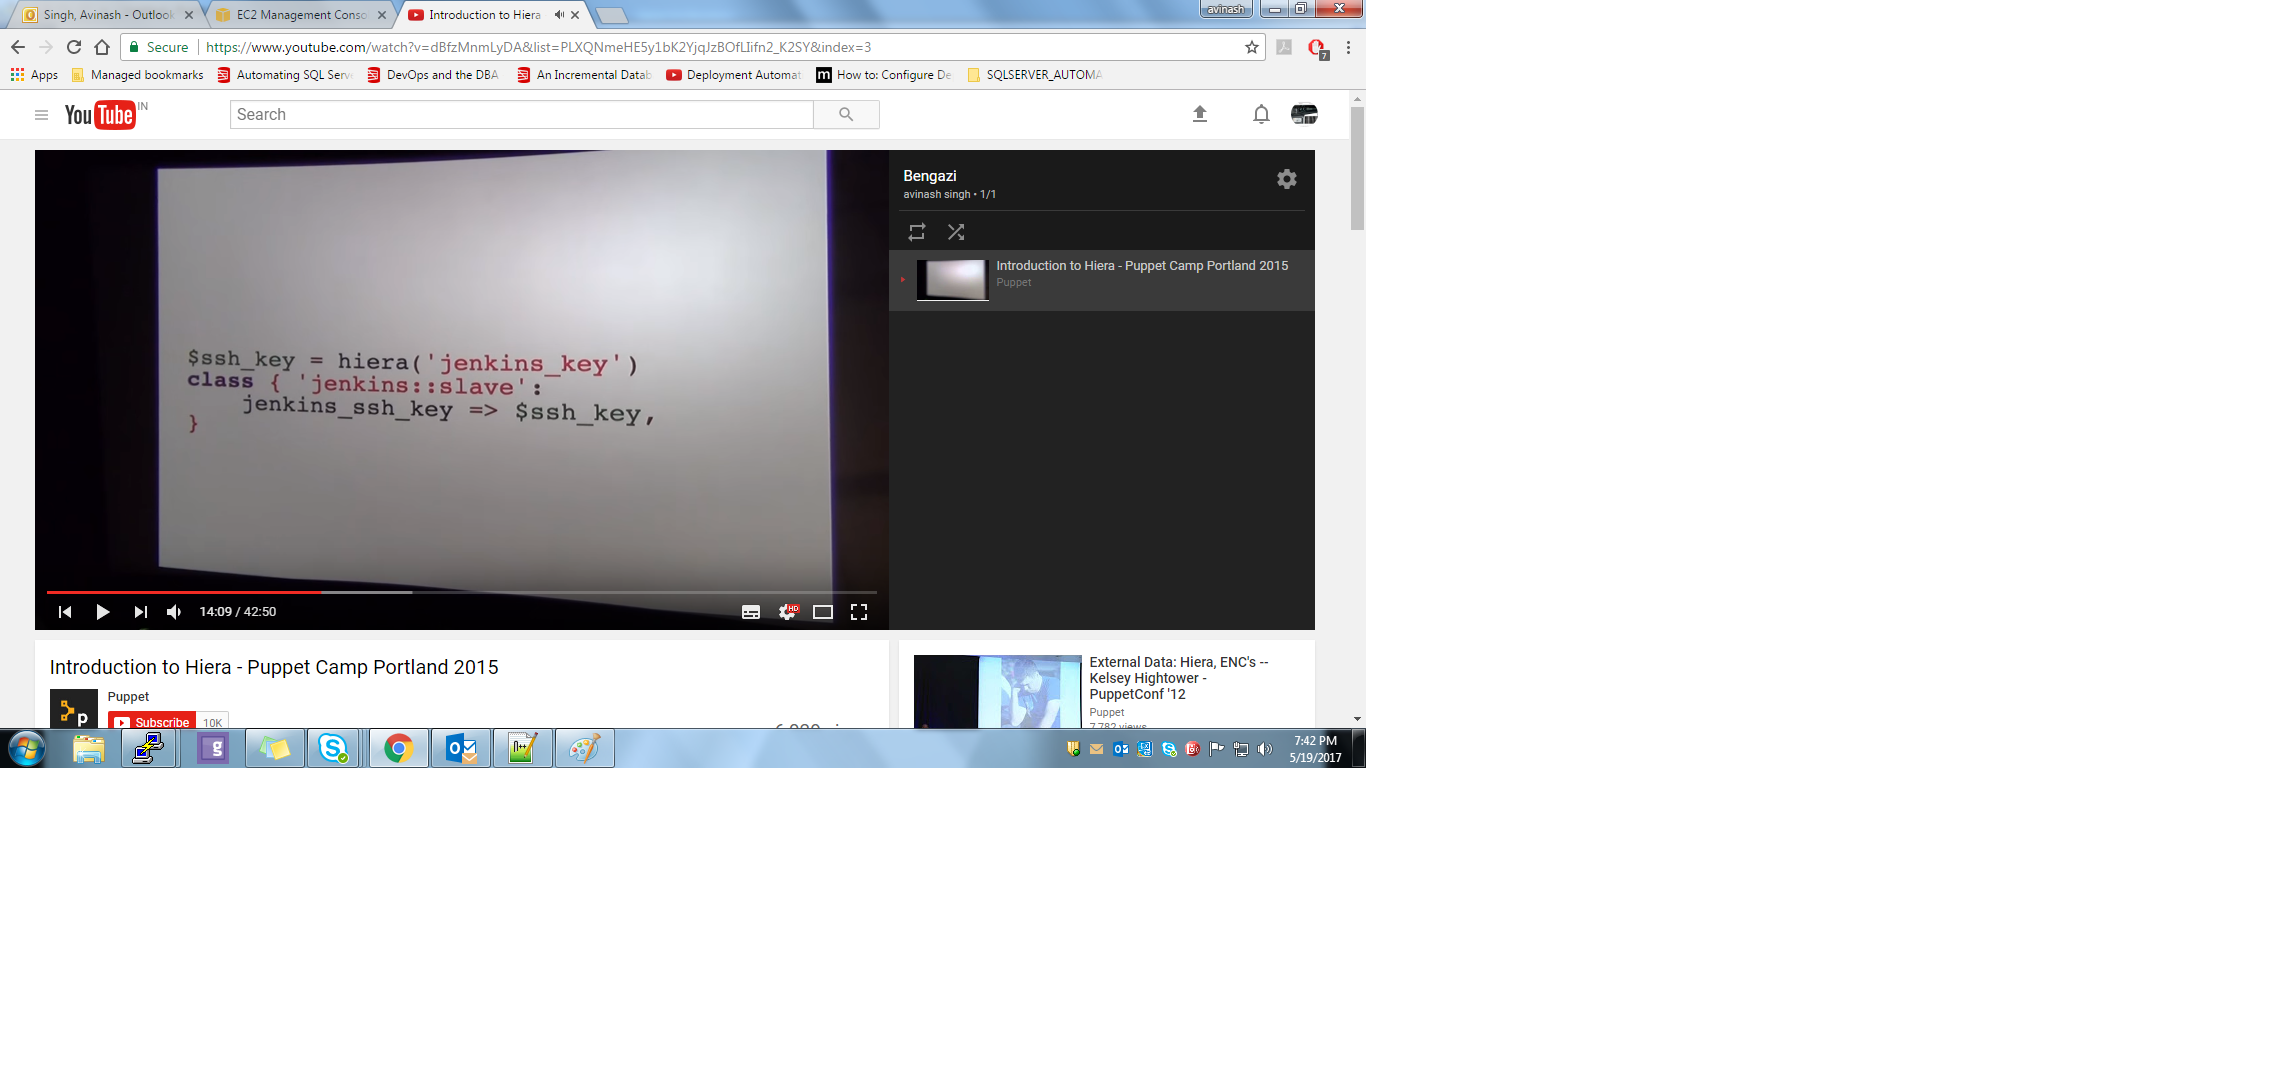 Singh, Avinash - Outlook
EC2 Management Conso
Introduction to Hiera
avinash
Secure
https://www.youtube.com/watch?v=dBfzMnmLyDA&list=PLXQNmeHE5y1bK2YjqJzBOfLIifn2_K2SY&index=3
7
Apps
Managed bookmarks
Automating SQL Serv
DevOps and the DBA
An Incremental Datab
Deployment Automat
m
How to: Configure De
SQLSERVER_AUTOMA
YouTube IN
Search
$ssh_key = hiera('jenkins_key')
class { 'jenkins::slave':
jenkins_ssh_key => $ssh_key,
}
14:09 / 42:50
HD
Bengazi
avinash singh • 1/1
Introduction to Hiera - Puppet Camp Portland 2015
Puppet
Introduction to Hiera - Puppet Camp Portland 2015
p
Puppet
Subscribe
10K
External Data: Hiera, ENC's --
Kelsey Hightower -
PuppetConf '12
Puppet
7,782 views
g
7:42 PM
5/19/2017